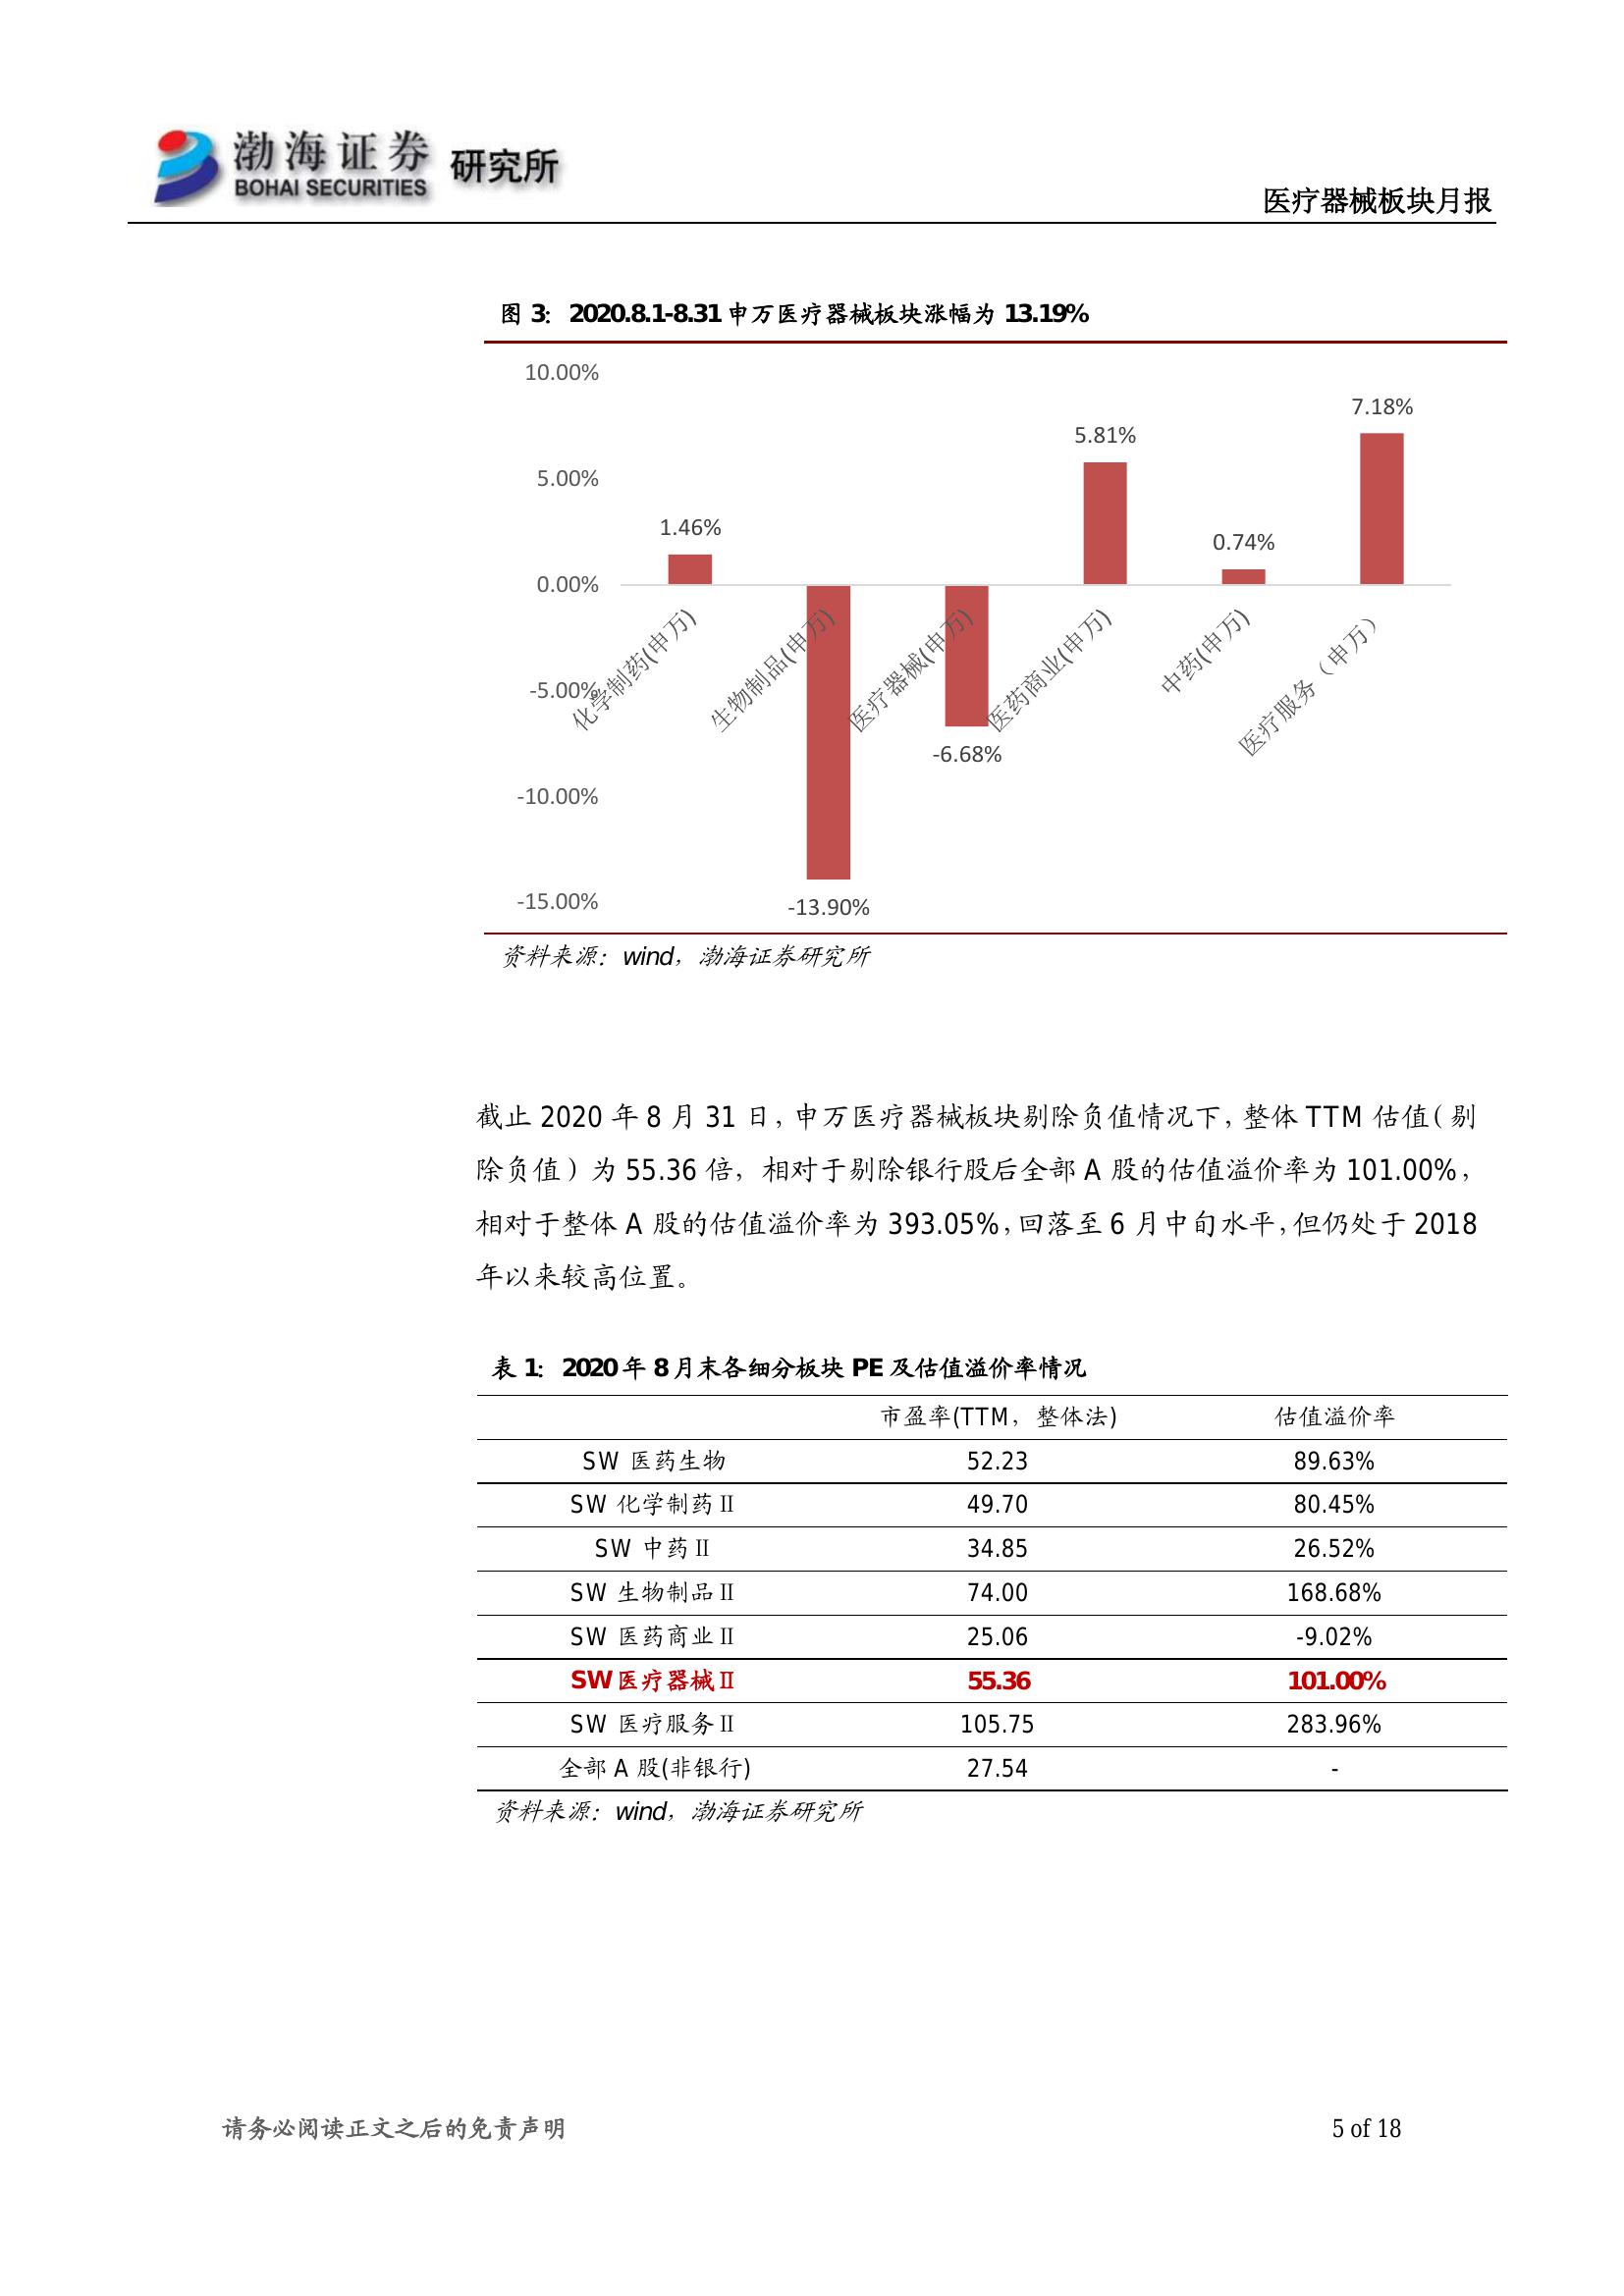 渤海证券 研究所
BOHAI SECURITIES
医疗器械板块月报
图 3：2020.8.1-8.31 申万医疗器械板块涨幅为 13.19%
10.00%
5.00%
0.00%
-5.00%
-10.00%
-15.00%
1.46%
-13.90%
-6.68%
5.81%
0.74%
7.18%
化学制药(申万)
生物制品(申万)
医疗器械(申万)
医药商业(申万)
中药(申万)
医疗服务（申万）
资料来源：wind，渤海证券研究所
截止 2020 年 8 月 31 日，申万医疗器械板块剔除负值情况下，整体 TTM 估值（剔
除负值）为 55.36 倍，相对于剔除银行股后全部 A 股的估值溢价率为 101.00%，
相对于整体 A 股的估值溢价率为 393.05%，回落至 6 月中旬水平，但仍处于 2018
年以来较高位置。
表 1：2020 年 8 月末各细分板块 PE 及估值溢价率情况
市盈率(TTM，整体法) 估值溢价率
SW 医药生物 52.23 89.63%
SW 化学制药Ⅱ 49.70 80.45%
SW 中药Ⅱ 34.85 26.52%
SW 生物制品Ⅱ 74.00 168.68%
SW 医药商业Ⅱ 25.06 -9.02%
SW 医疗器械Ⅱ 55.36 101.00%
SW 医疗服务Ⅱ 105.75 283.96%
全部 A 股(非银行) 27.54 -
资料来源：wind，渤海证券研究所
请务必阅读正文之后的免责声明 5 of 18